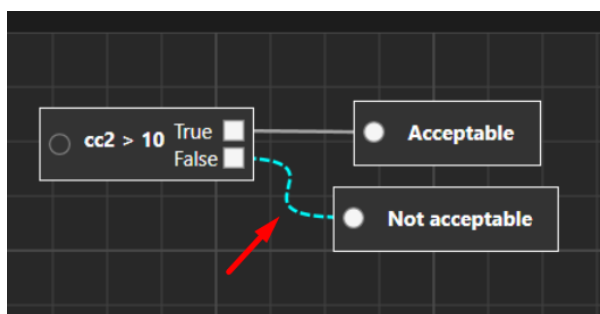 cc2 > 10
True
False
Acceptable
Not acceptable